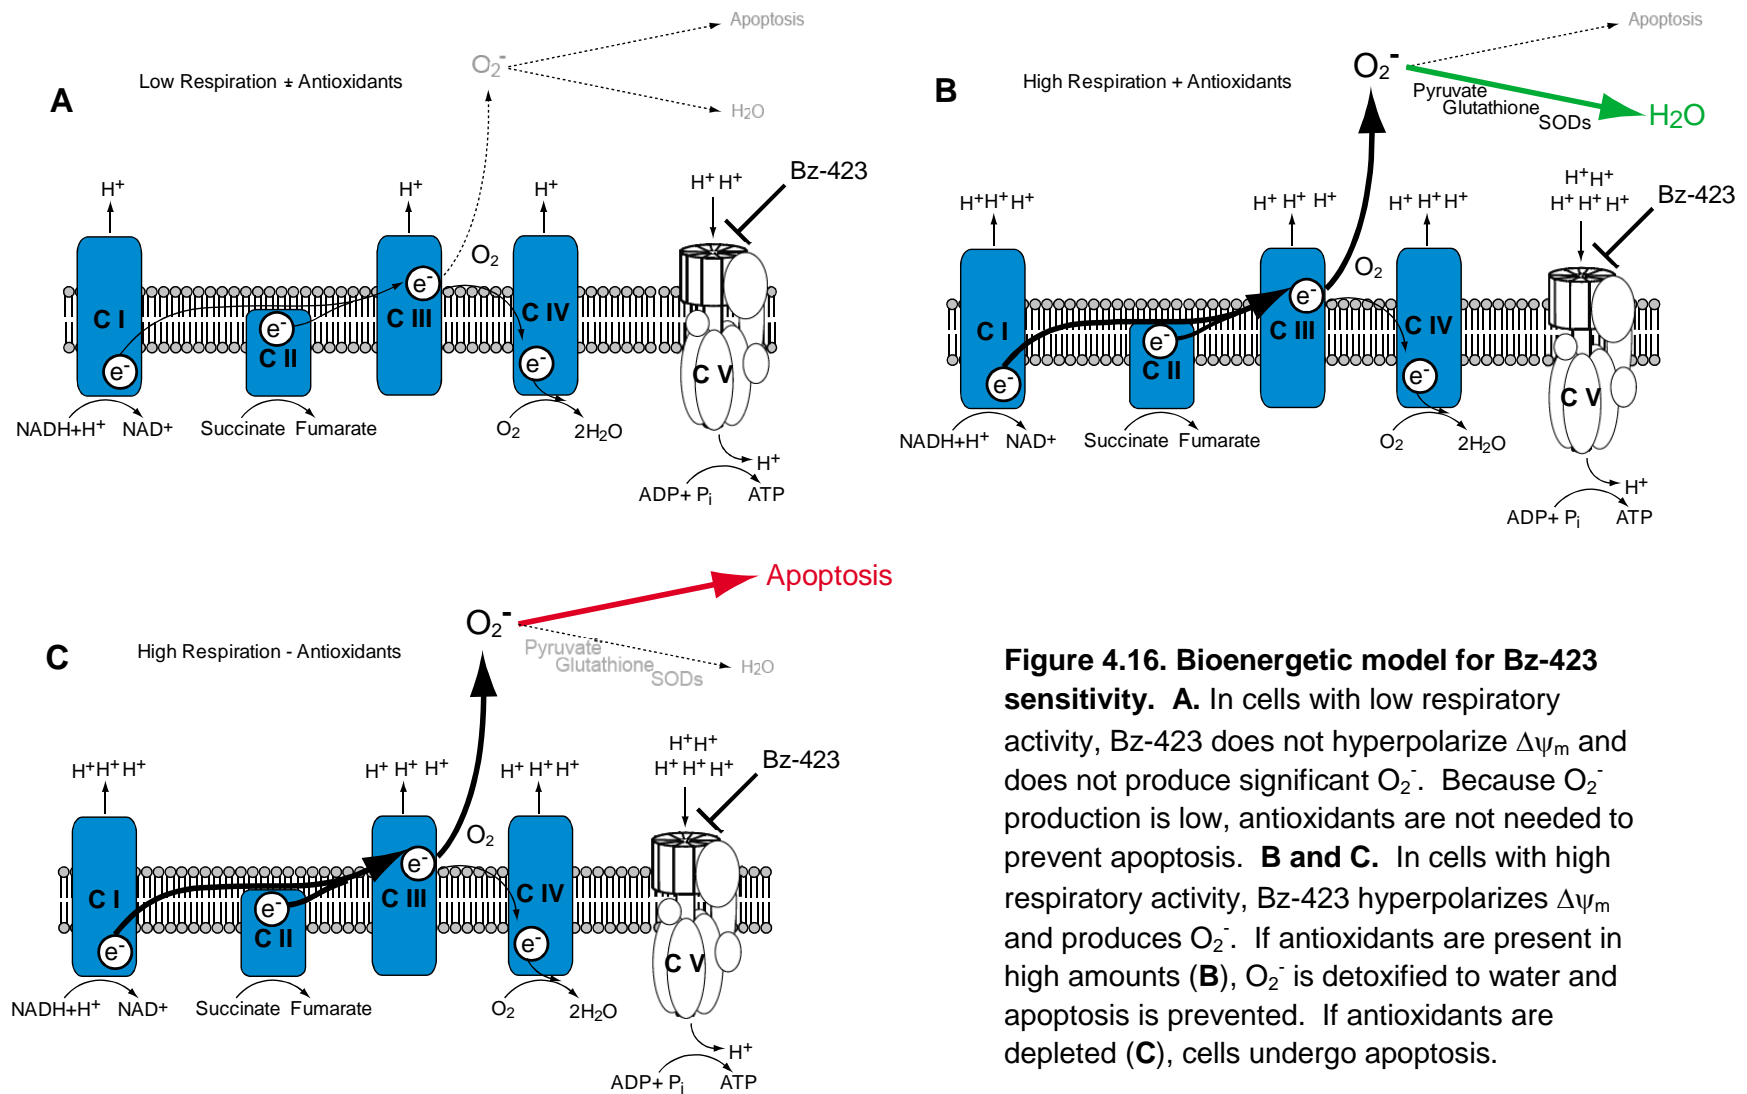 A
Low Respiration ± Antioxidants
O2-
Apoptosis
H2O
H+
H+
H+
H+ H+
Bz-423
O2
e-
e-
e-
e-
C I
C II
C III
C IV
C V
NADH+H+ NAD+
Succinate Fumarate
O2 2H2O
H+
ADP+ Pi ATP
B
High Respiration + Antioxidants
O2-
Apoptosis
Pyruvate
Glutathione
SODs
H2O
H+H+ H+
H+ H+ H+
H+ H+H+
H+H+
H+ H+ H+
Bz-423
O2
e-
e-
e-
e-
C I
C II
C III
C IV
C V
NADH+H+ NAD+
Succinate Fumarate
O2 2H2O
H+
ADP+ Pi ATP
C
High Respiration - Antioxidants
O2-
Apoptosis
Pyruvate
Glutathione
SODs
H2O
H+H+ H+
H+ H+ H+
H+ H+H+
H+H+
H+ H+ H+
Bz-423
O2
e-
e-
e-
e-
C I
C II
C III
C IV
C V
NADH+H+ NAD+
Succinate Fumarate
O2 2H2O
H+
ADP+ Pi ATP
Figure 4.16. Bioenergetic model for Bz-423
sensitivity. A. In cells with low respiratory
activity, Bz-423 does not hyperpolarize Δψm and
does not produce significant O2-. Because O2-
production is low, antioxidants are not needed to
prevent apoptosis. B and C. In cells with high
respiratory activity, Bz-423 hyperpolarizes Δψm
and produces O2-. If antioxidants are present in
high amounts (B), O2- is detoxified to water and
apoptosis is prevented. If antioxidants are
depleted (C), cells undergo apoptosis.